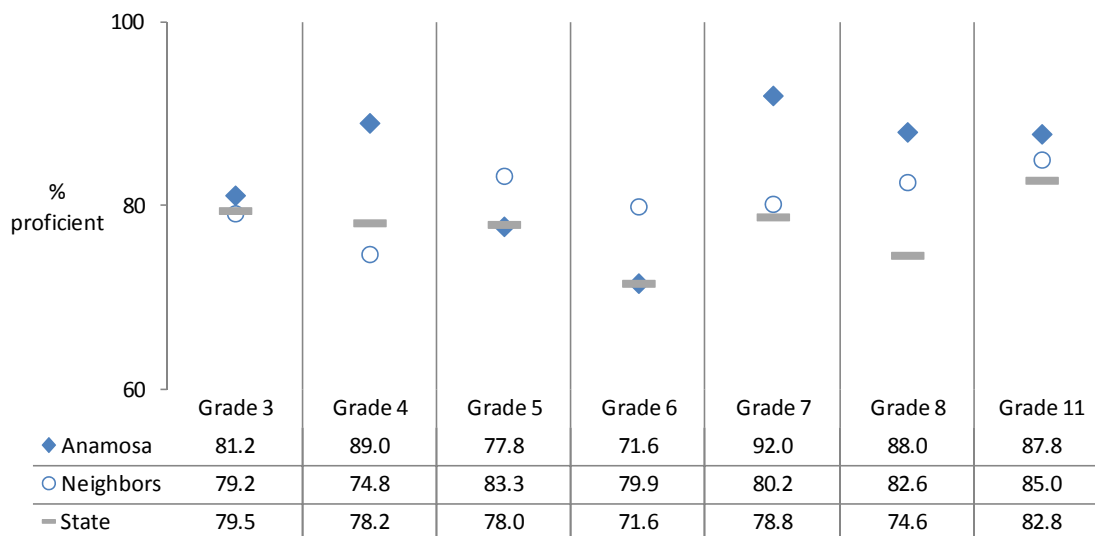 100
80
60
%
proficient
Grade 3 Grade 4 Grade 5 Grade 6 Grade 7 Grade 8 Grade 11
Anamosa 81.2 89.0 77.8 71.6 92.0 88.0 87.8
Neighbors 79.2 74.8 83.3 79.9 80.2 82.6 85.0
State 79.5 78.2 78.0 71.6 78.8 74.6 82.8